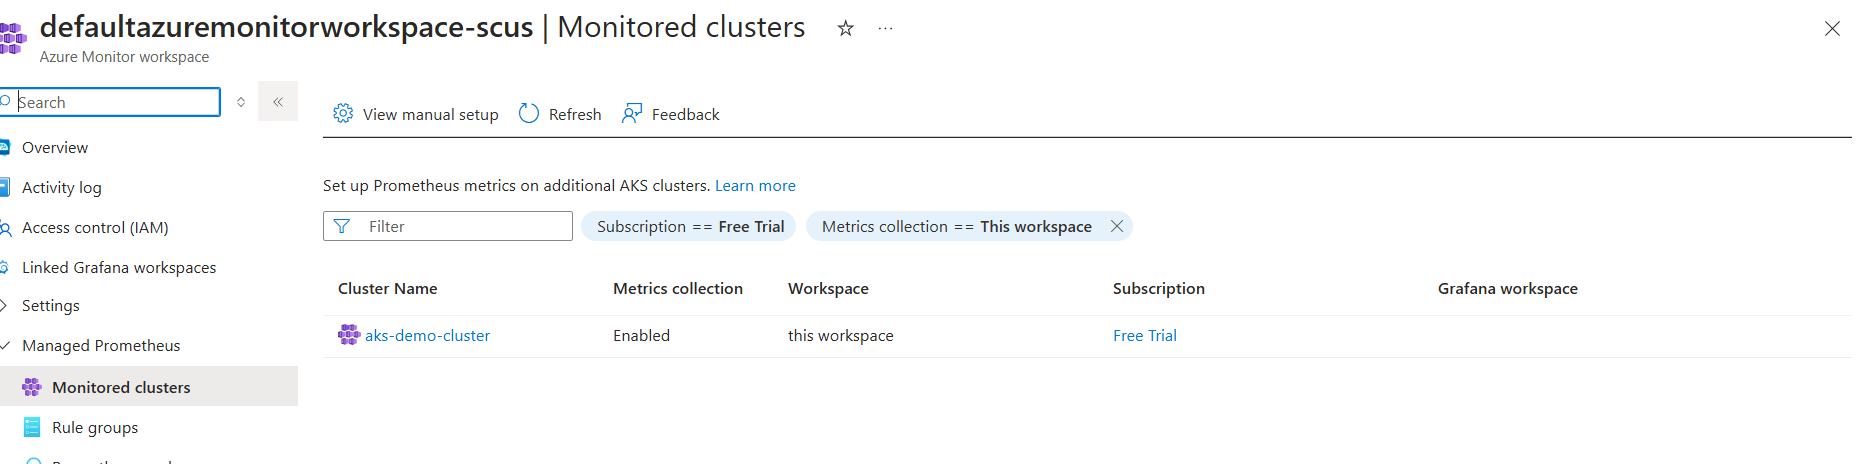 defaultazuremonitorworkspace-scus | Monitored clusters
Azure Monitor workspace
Search
Overview
Activity log
Access control (IAM)
Linked Grafana workspaces
Settings
Managed Prometheus
Monitored clusters
Rule groups
View manual setup Refresh Feedback
Set up Prometheus metrics on additional AKS clusters. Learn more
Filter Subscription == Free Trial Metrics collection == This workspace
Cluster Name Metrics collection Workspace Subscription Grafana workspace
aks-demo-cluster Enabled this workspace Free Trial